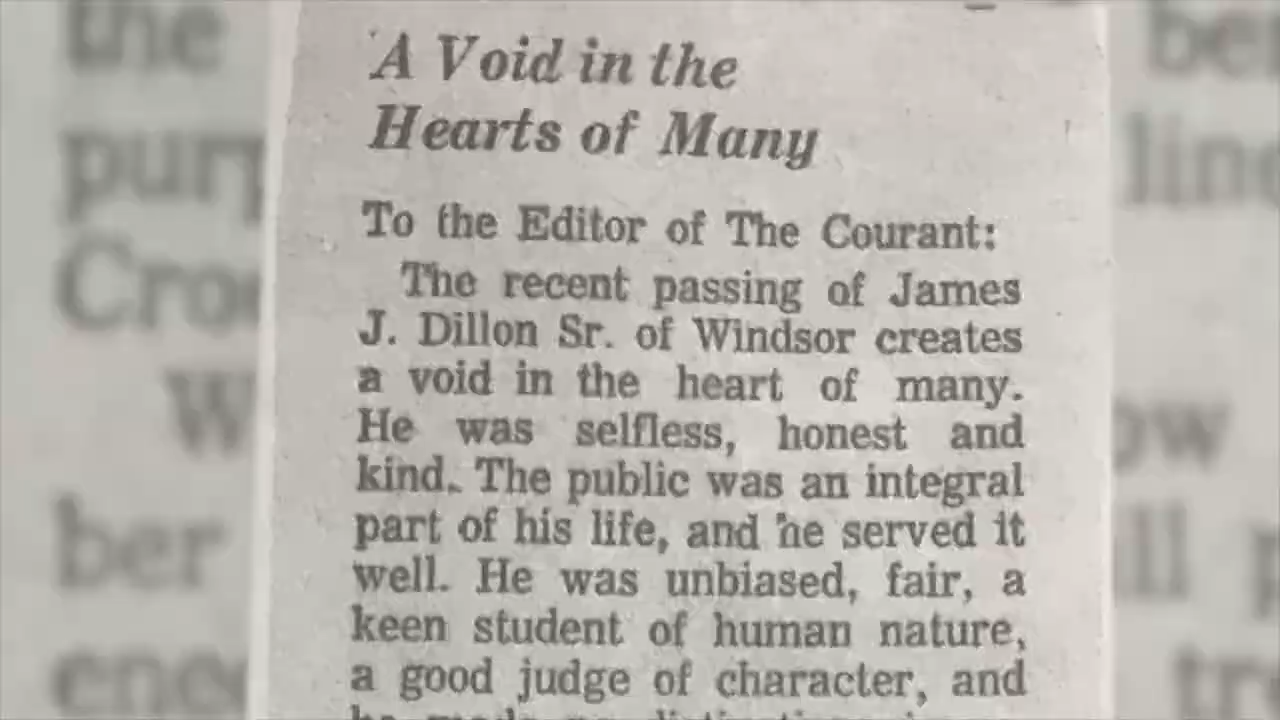 A Void in the
Hearts of Many
To the Editor of The Courant:
The recent passing of James
J. Dillon Sr. of Windsor creates
a void in the heart of many.
He was selfless, honest and
kind. The public was an integral
part of his life, and he served it
well. He was unbiased, fair, a
keen student of human nature,
a good judge of character, and